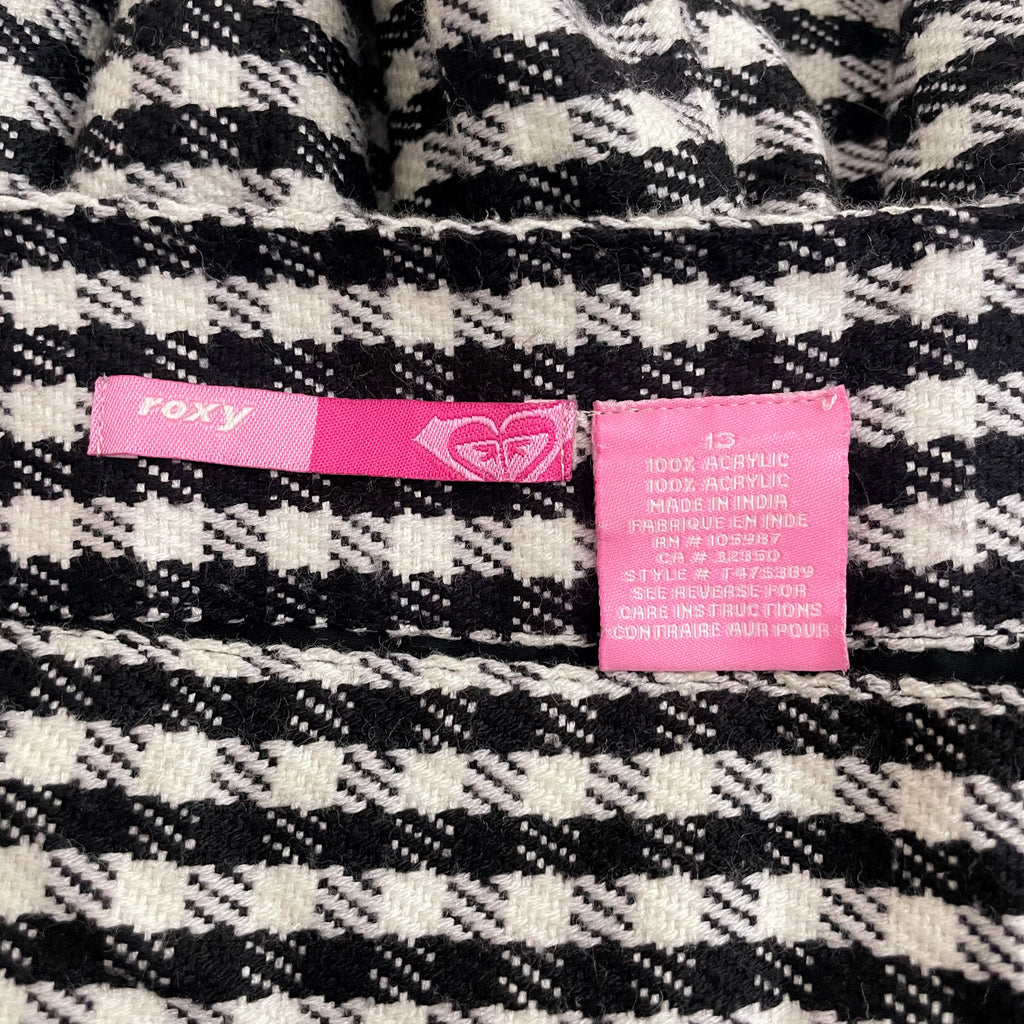 roxy
13
100% ACRYLIC
100% ACRYLIC
MADE IN INDIA
FABRIQUE EN INDE
RN # 105987
CA # 32350
STYLE # T475389
SEE REVERSE FOR
CARE INSTRUCTIONS
CONTRAIRE AUR POUR